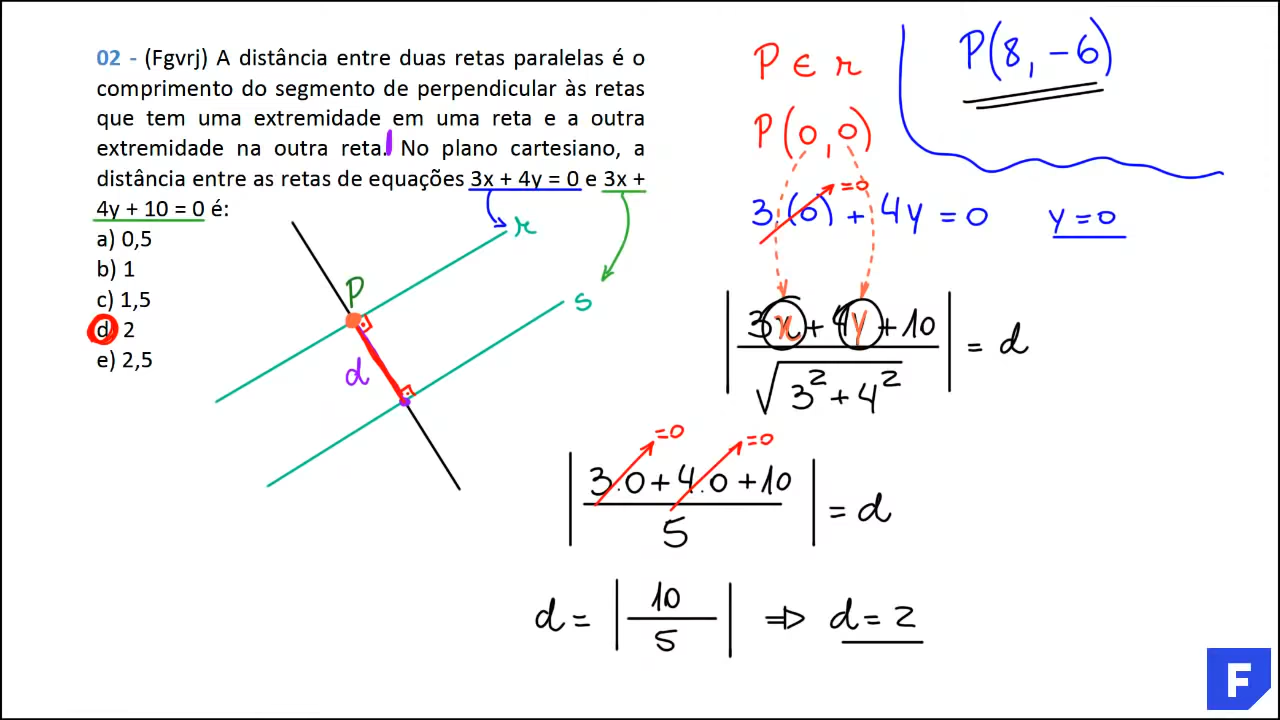 02 - (Fgvrj) A distância entre duas retas paralelas é o
comprimento do segmento de perpendicular às retas
que tem uma extremidade em uma reta e a outra
extremidade na outra reta. No plano cartesiano, a
distância entre as retas de equações 3x + 4y = 0 e 3x +
4y + 10 = 0 é:
a) 0,5
b) 1
c) 1,5
d) 2
e) 2,5
r
s
P
d
P ∈ r
P(0,0)
P(8,-6)
3.(0) + 4y = 0
=0
y=0
|3x + 4y + 10
√3² + 4²| = d
=0
=0
|3.0 + 4.0 + 10
5| = d
d = |10
5| ⇒ d = 2
F